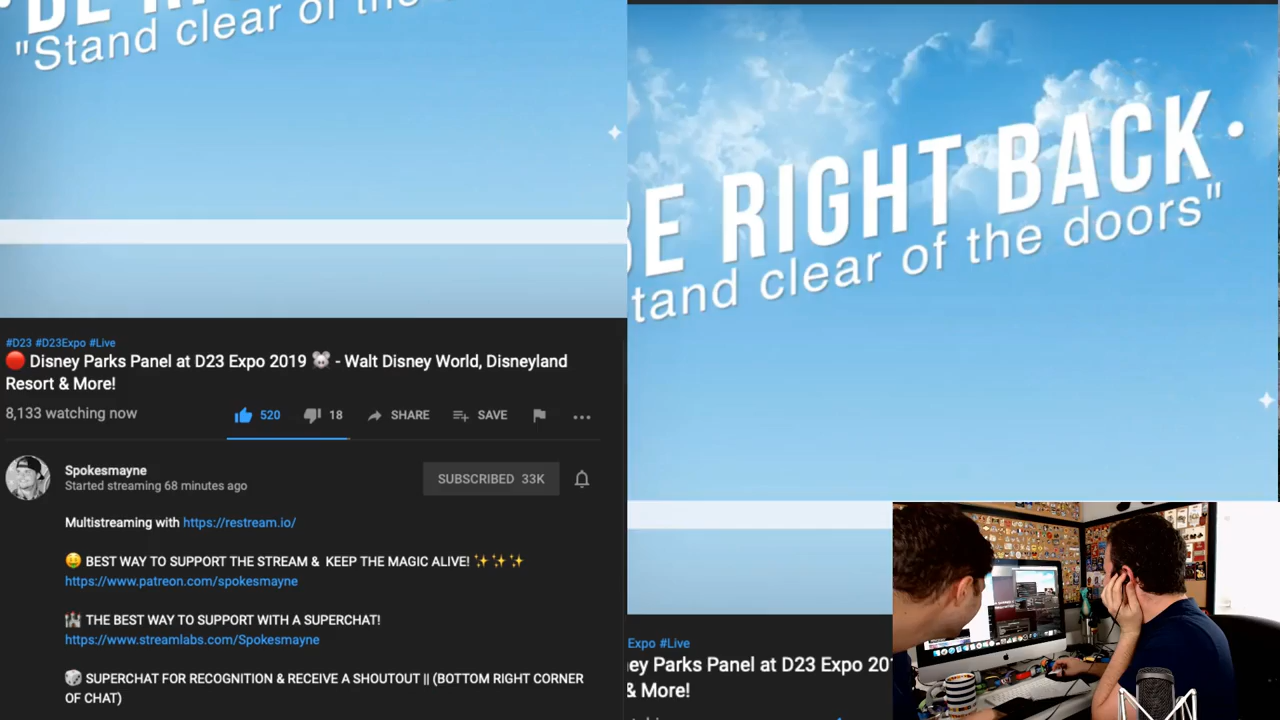 "Stand clear of the
#D23 #D23Expo #Live
Disney Parks Panel at D23 Expo 2019 - Walt Disney World, Disneyland
Resort & More!
8,133 watching now
520
18
SHARE
SAVE
Spokesmayne
Started streaming 68 minutes ago
SUBSCRIBED 33K
Multistreaming with https://restream.io/
BEST WAY TO SUPPORT THE STREAM & KEEP THE MAGIC ALIVE!
https://www.patreon.com/spokesmayne
THE BEST WAY TO SUPPORT WITH A SUPERCHAT!
https://www.streamlabs.com/Spokesmayne
SUPERCHAT FOR RECOGNITION & RECEIVE A SHOUTOUT || (BOTTOM RIGHT CORNER
OF CHAT)
BE RIGHT BACK •
tand clear of the doors"
Expo #Live
ey Parks Panel at D23 Expo 201
& More!